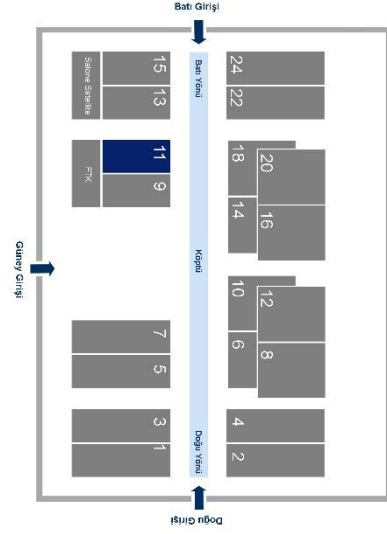 Batı Girişi
Salone Satellite
15
13
Batı Yönü
24
22
FTK
11
9
18
20
14
16
Güney Girişi
Köptü
10
12
6
8
7
5
3
1
Doğu Yönü
4
2
Doğu Girişi